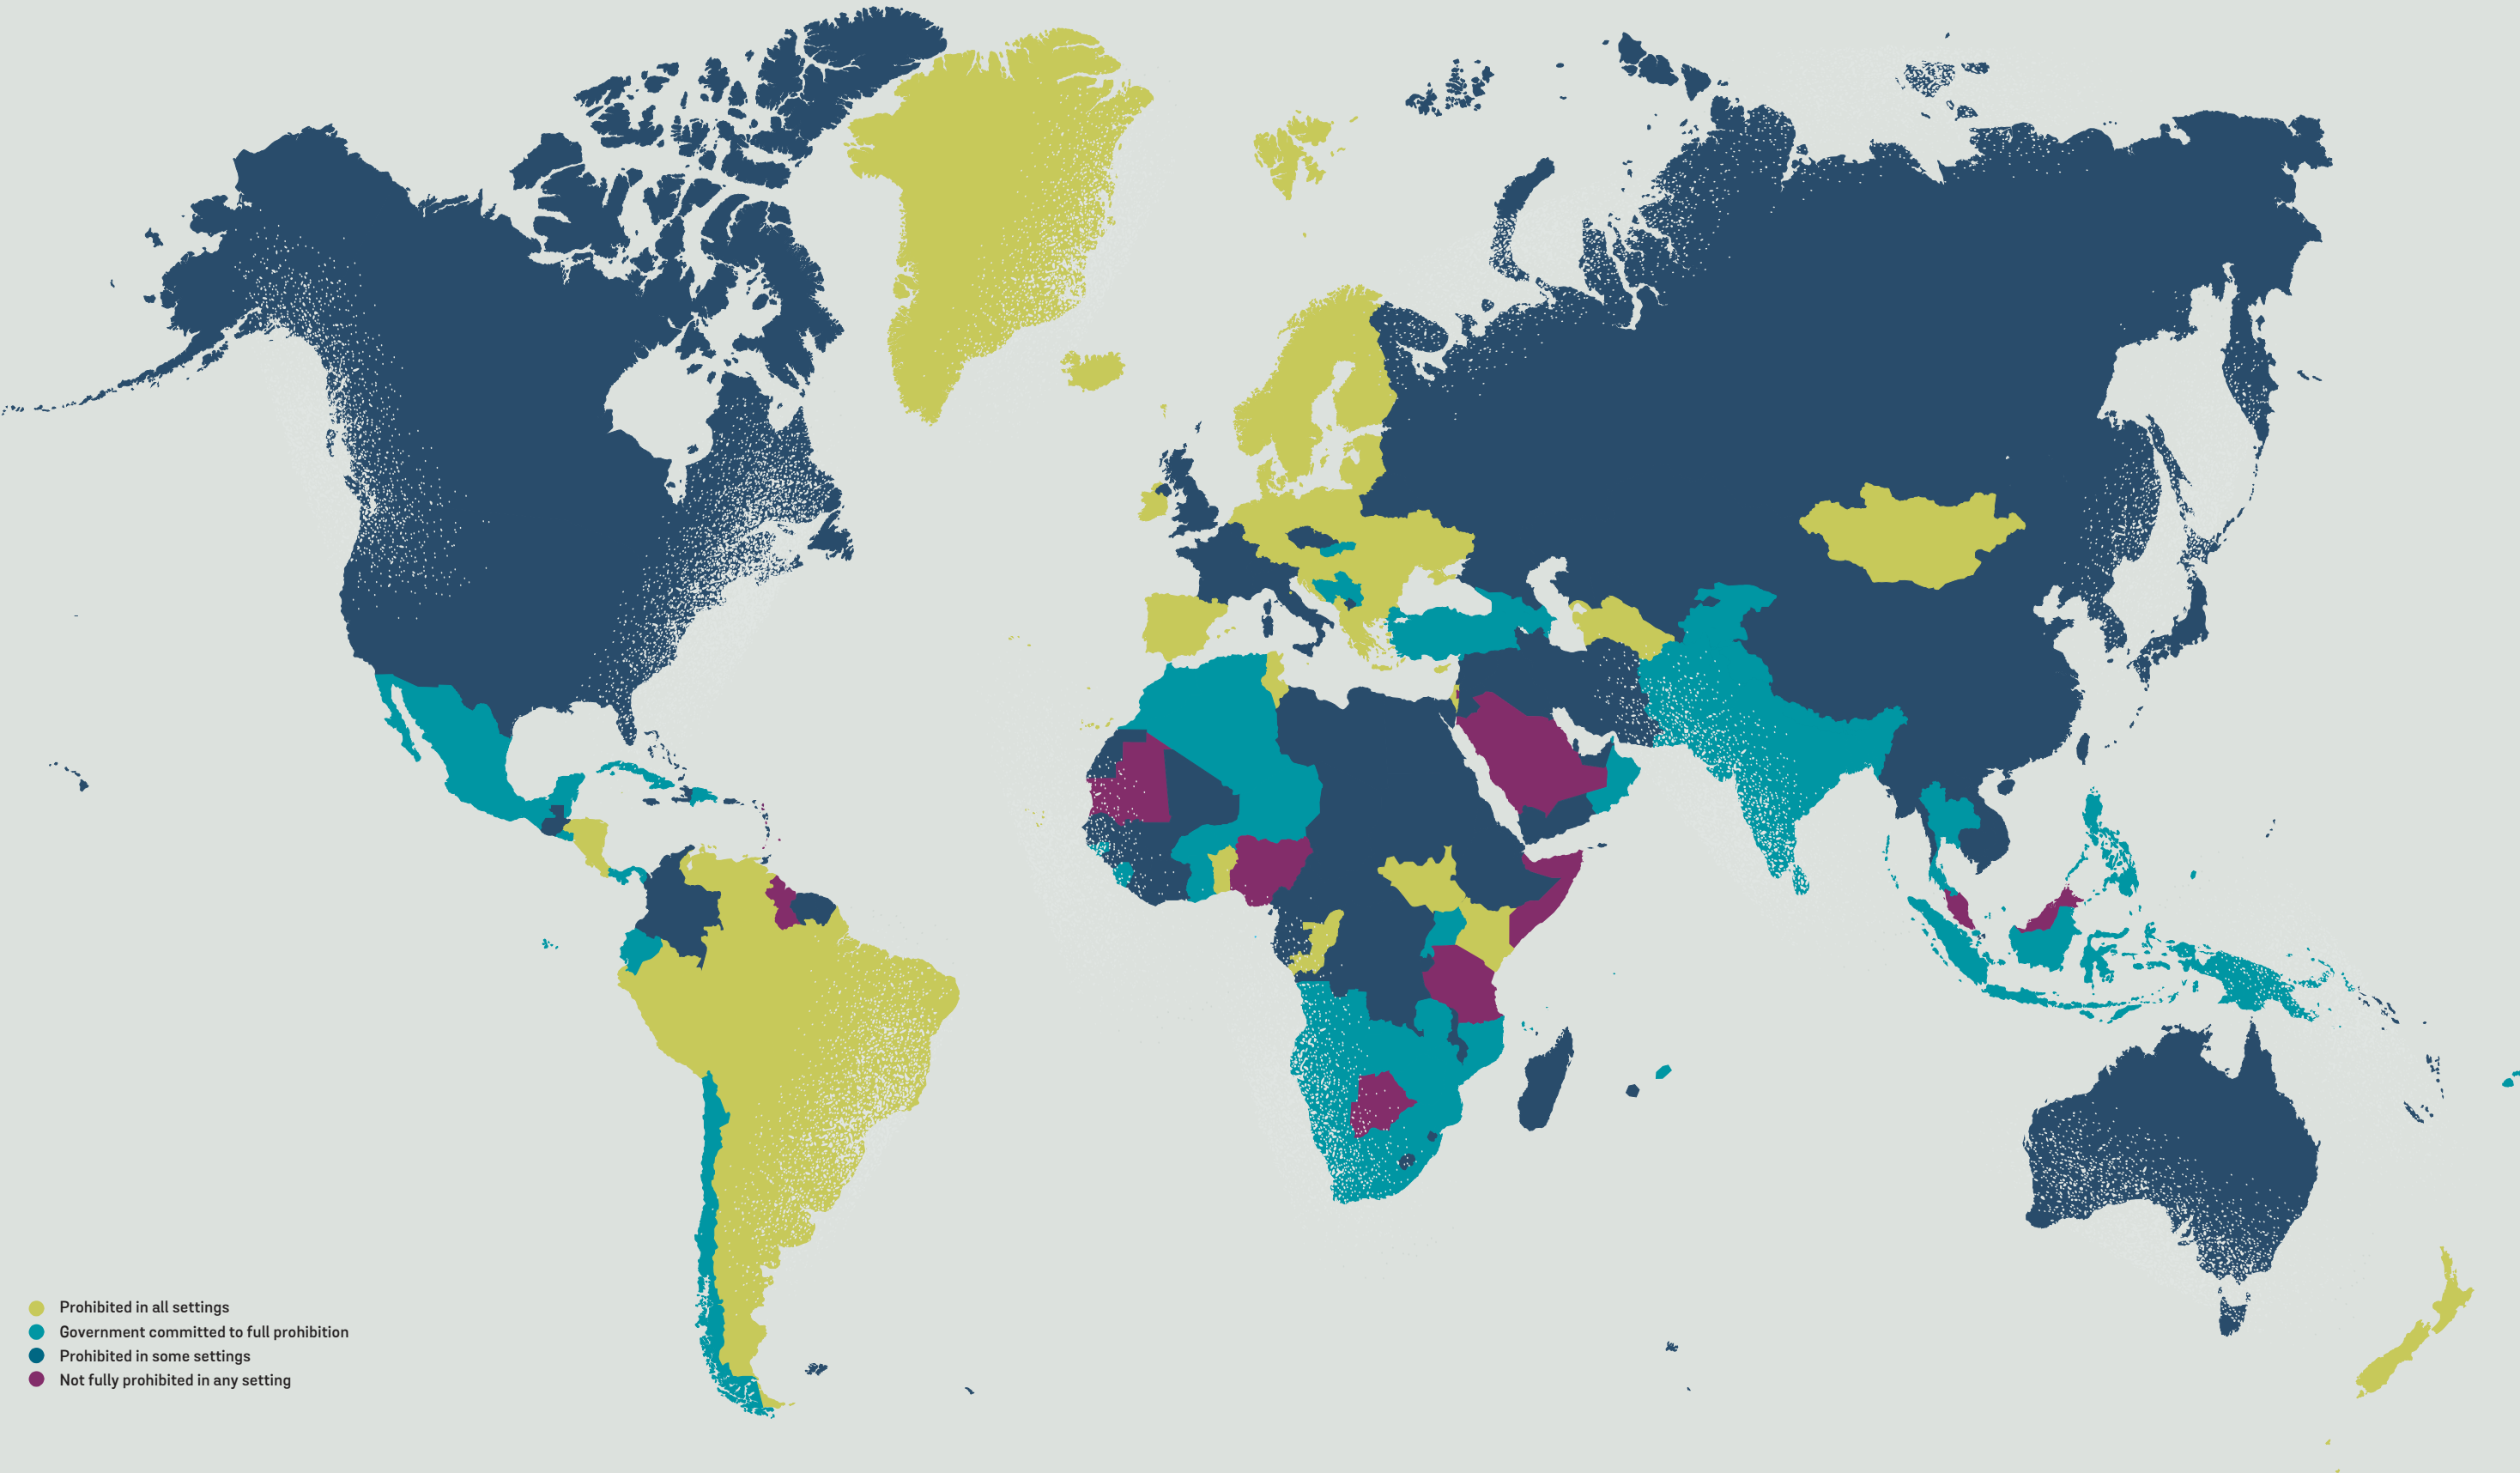 Prohibited in all settings
Government committed to full prohibition
Prohibited in some settings
Not fully prohibited in any setting